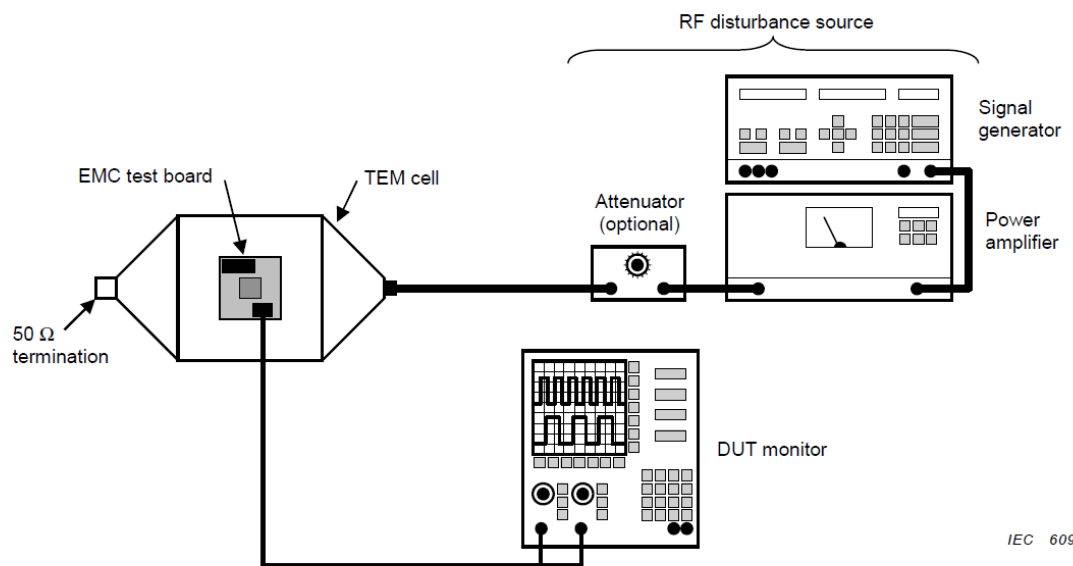 RF disturbance source
Signal
generator
EMC test board
TEM cell
Attenuator
(optional)
Power
amplifier
50 Ω
termination
DUT monitor
IEC 609